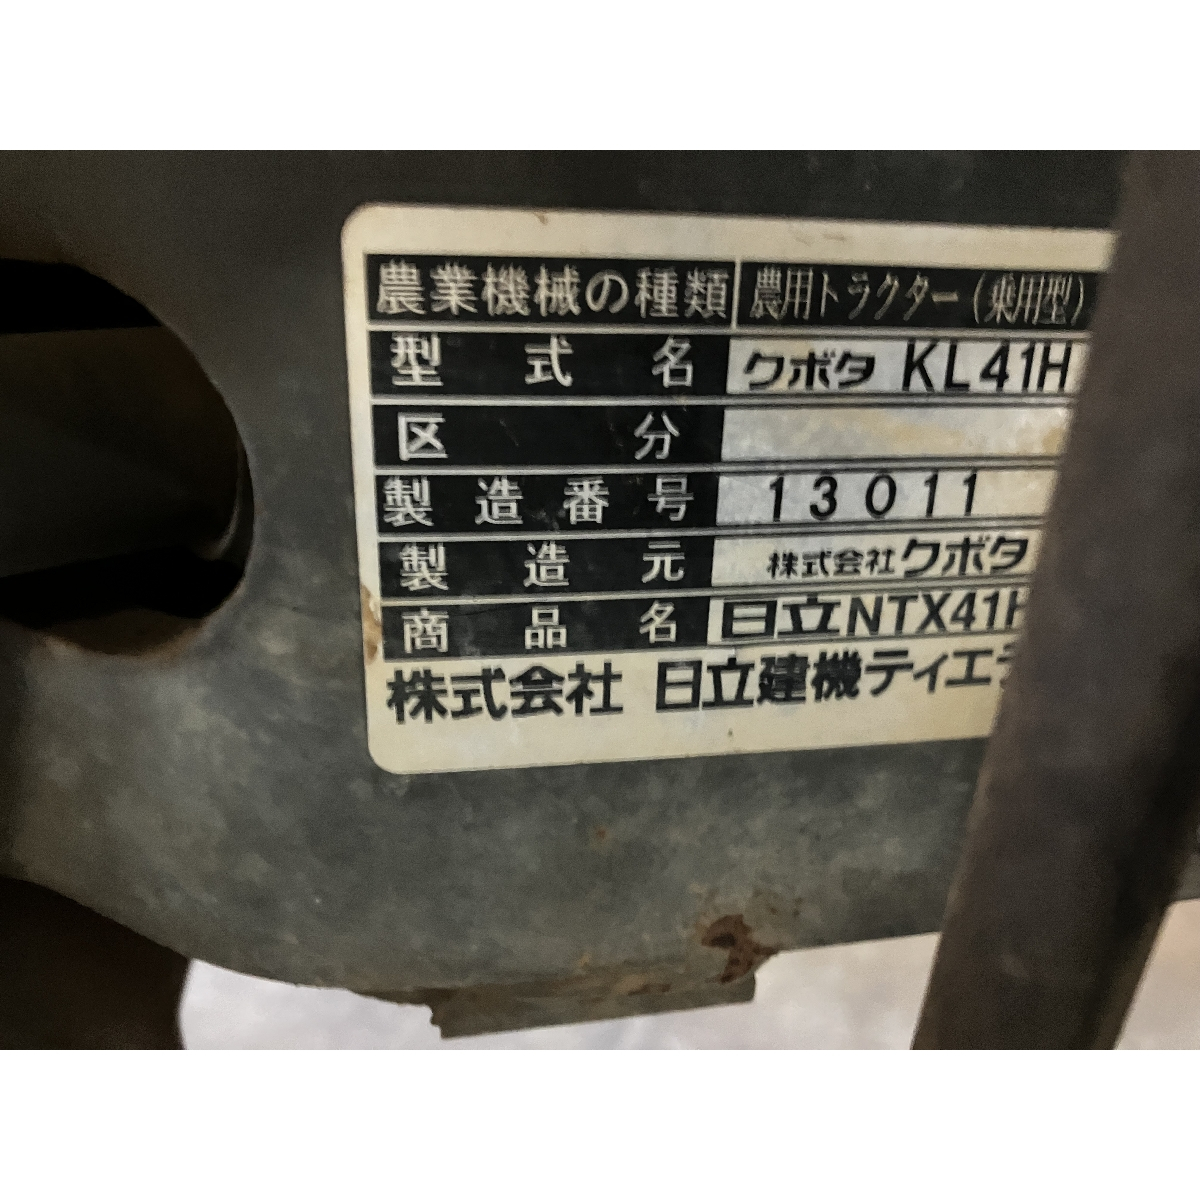 農業機械の種類 農用トラクター(乗用型)
型式名 クボタ KL41H
区分
製造番号 13011
製造元 株式会社クボタ
商品名 日立NTX41H
株式会社 日立建機ティエラ